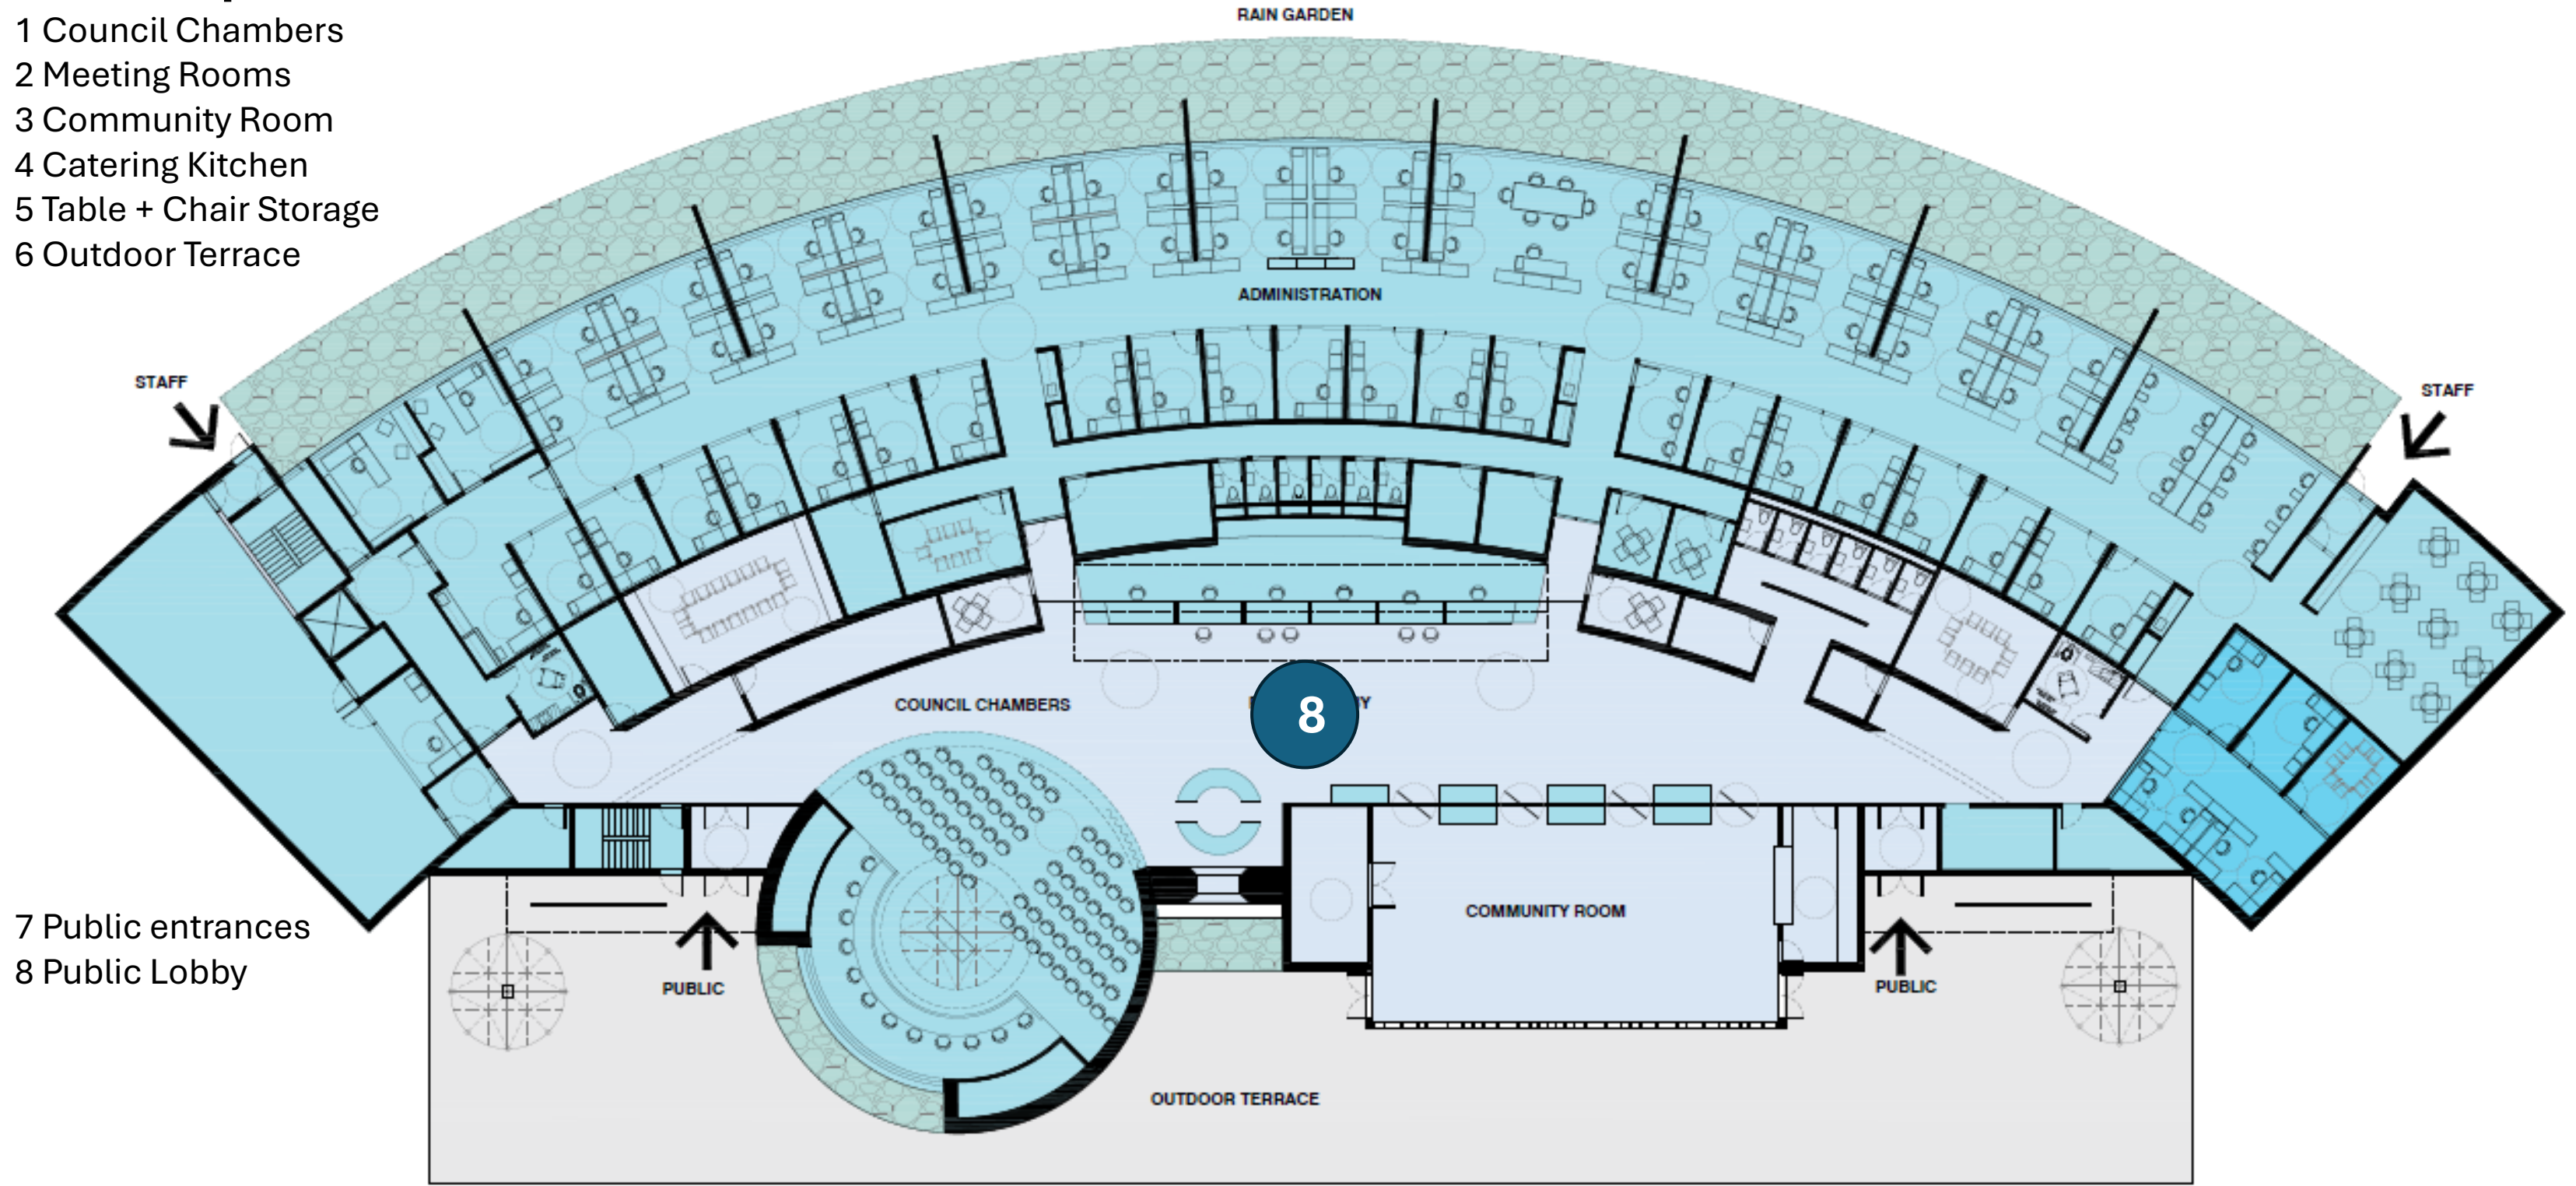 RAIN GARDEN
1 Council Chambers
2 Meeting Rooms
3 Community Room
4 Catering Kitchen
5 Table + Chair Storage
6 Outdoor Terrace
ADMINISTRATION
STAFF
STAFF
COUNCIL CHAMBERS
8
COMMUNITY ROOM
7 Public entrances
8 Public Lobby
PUBLIC
PUBLIC
OUTDOOR TERRACE